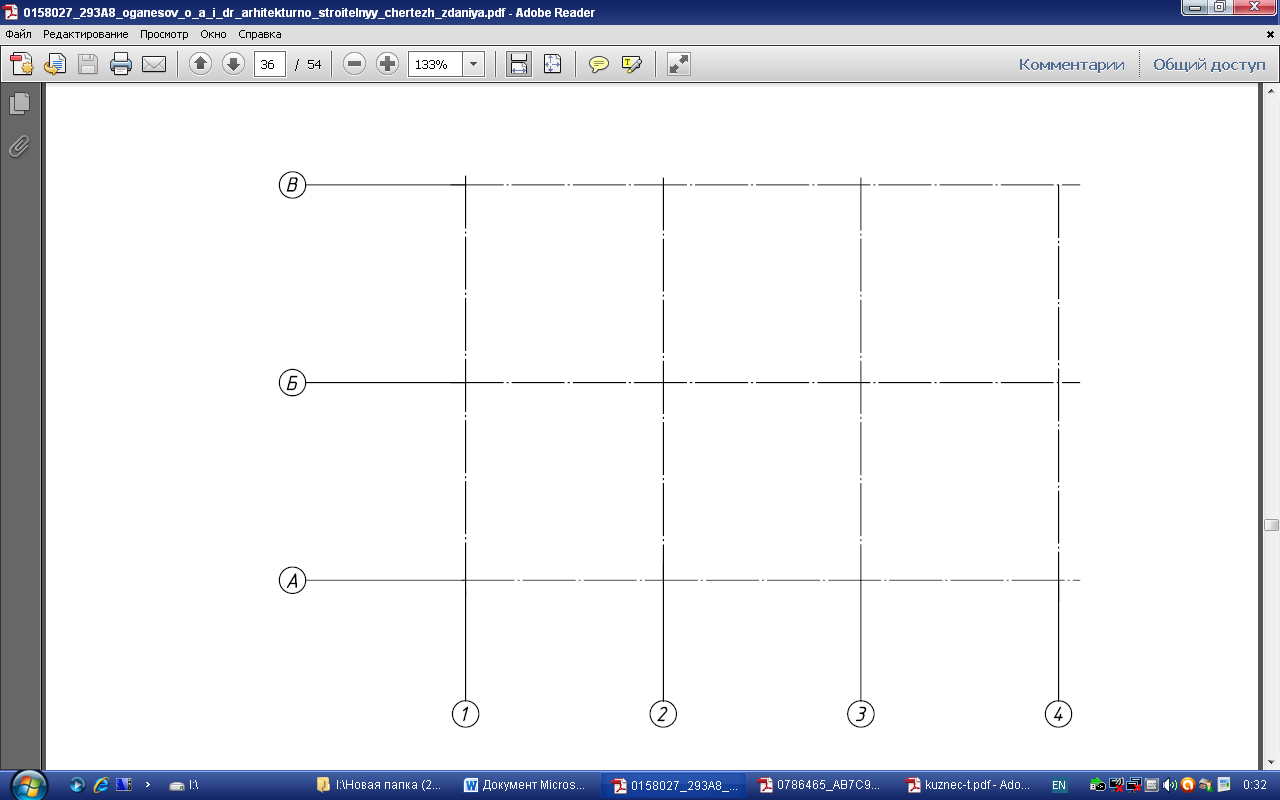 0158027_293A8_oganesov_o_a_i_dr_arhitekturno_stroitelnyy_chertezh_zdaniya.pdf - Adobe Reader
Файл Редактирование Просмотр Окно Справка
36 / 54 133% Комментарии Общий доступ
В
Б
А
1 2 3 4
I:\ I:\Новая папка (2... Документ Micros... 0158027_293A8_... 0786465_AB7C9... kuznec-t.pdf - Ado... EN 0:32